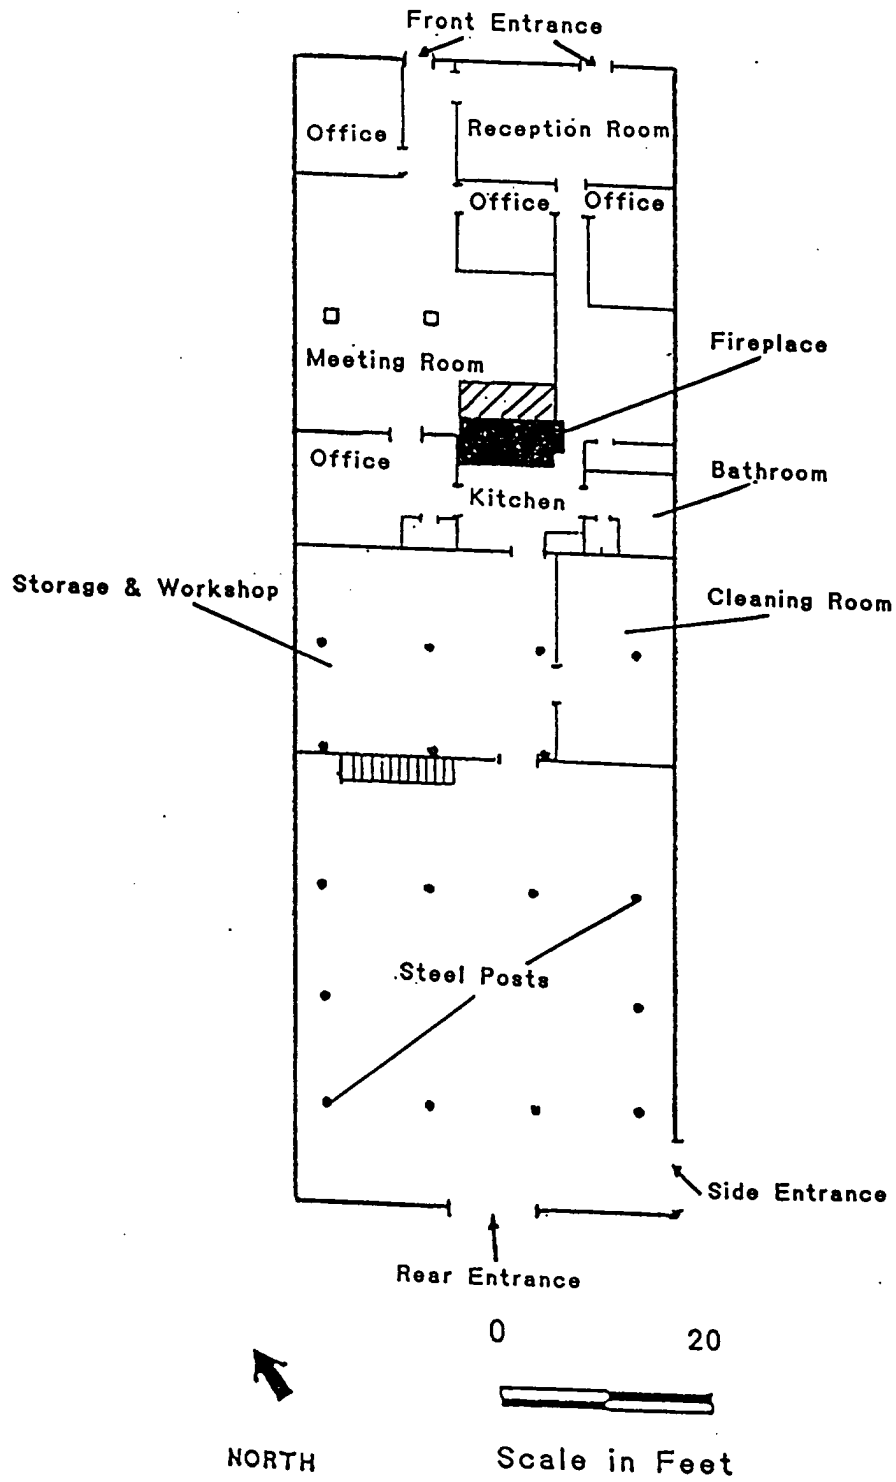 Front Entrance
Office
Reception Room
Office
Office
Fireplace
Meeting Room
Office
Bathroom
Kitchen
Storage & Workshop
Cleaning Room
Steel Posts
Side Entrance
Rear Entrance
0
20
NORTH
Scale in Feet